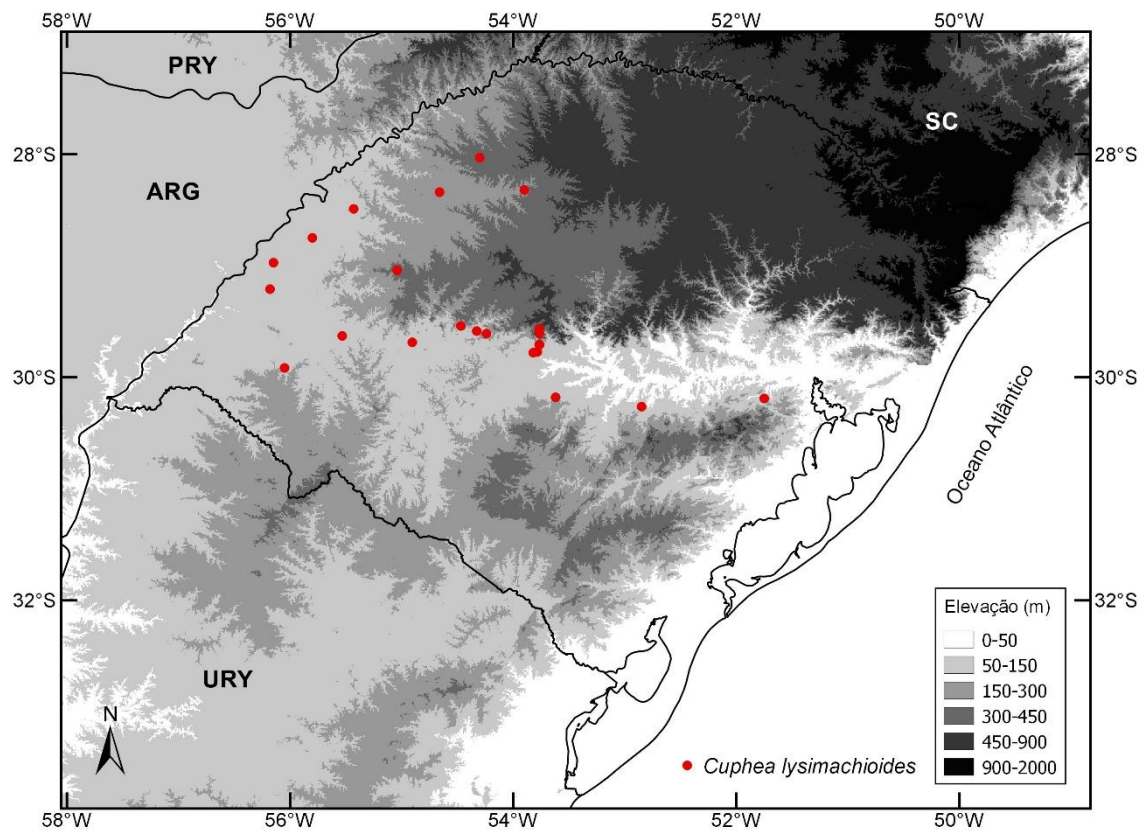 58°W 56°W 54°W 52°W 50°W
PRY
SC
28°S 28°S
ARG
30°S 30°S
Oceano Atlântico
32°S 32°S
URY
N
Elevação (m)
0-50
50-150
150-300
300-450
450-900
900-2000
Cuphea lysimachioides
58°W 56°W 54°W 52°W 50°W